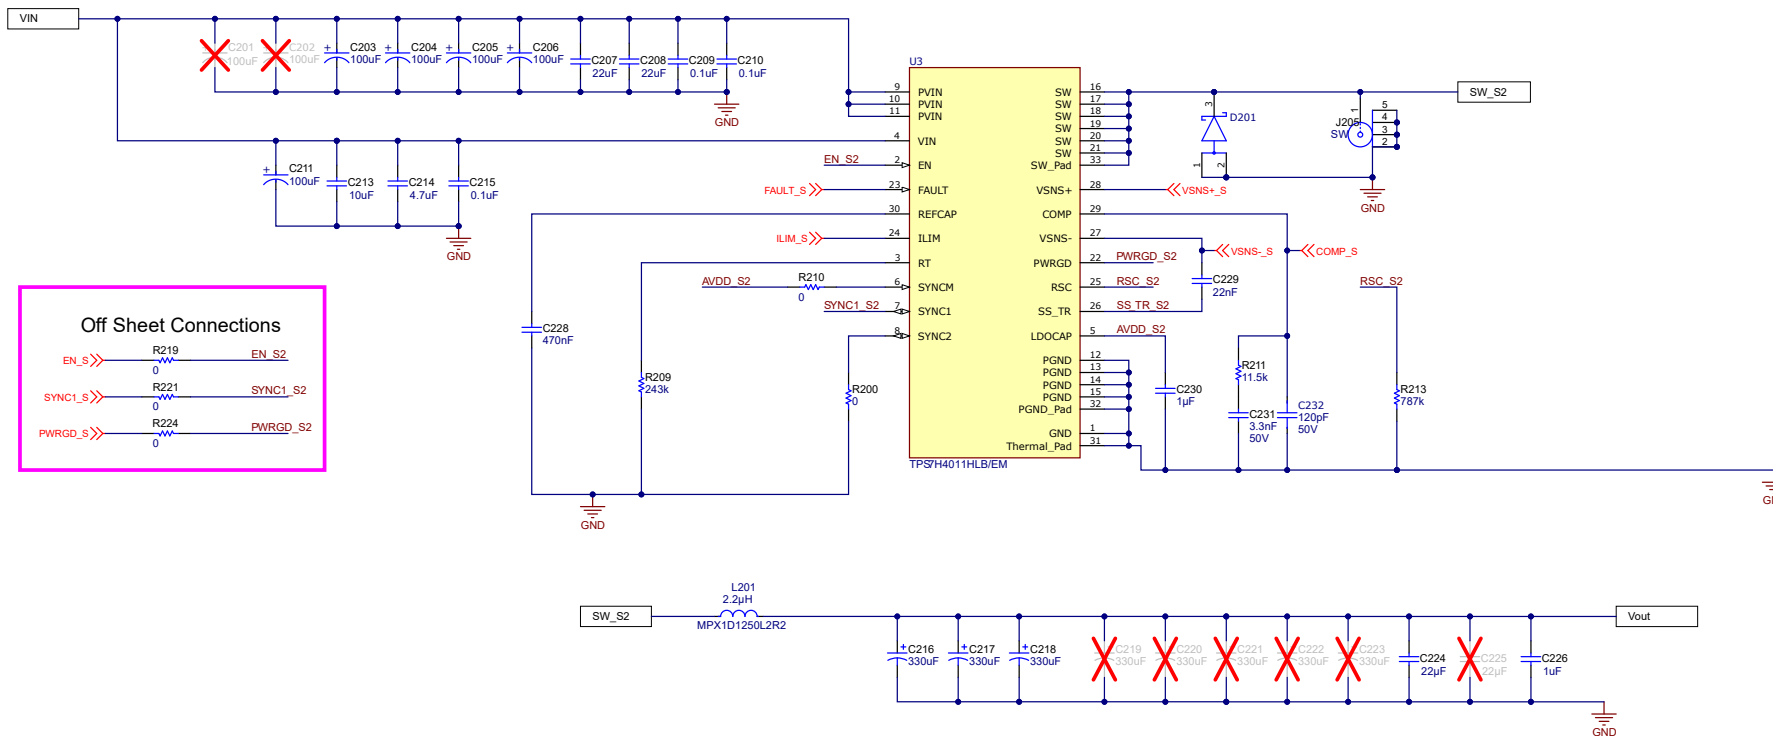 VIN
C201
100uF
C202
100uF
+ C203
100uF
+ C204
100uF
+ C205
100uF
+ C206
100uF
C207
22uF
C208
22uF
C209
0.1uF
C210
0.1uF
GND
+ C211
100uF
C213
10uF
C214
4.7uF
C215
0.1uF
GND
U3
9 PVIN
10 PVIN
11 PVIN
4 VIN
EN_S2 2 EN
FAULT_S 23 FAULT
30 REFCAP
ILIM_S 24 ILIM
3 RT
AVDD_S2 R210 0 6 SYNCM
SYNC1_S2 7 SYNC1
8 SYNC2
SW 16
SW 17
SW 18
SW 19
SW 20
SW 21
SW_Pad 33
VSNS+ 28 VSNS+_S
COMP 29
VSNS- 27 VSNS-_S COMP_S
PWRGD 22 PWRGD_S2
RSC 25 RSC_S2
SS_TR 26 SS_TR_S2
LDOCAP 5 AVDD_S2
PGND 12
PGND 13
PGND 14
PGND 15
PGND_Pad 32
GND 1
Thermal_Pad 31
TPS7H4011HLB/EM
SW_S2
3
D201
1 2
J205
SW
1
5
4
3
2
GND
C229
22nF
RSC_S2
C228
470nF
R209
243k
R200
0
GND
C230
1µF
R211
11.5k
C231
3.3nF
50V
C232
120pF
50V
R213
787k
Off Sheet Connections
EN_S R219 0 EN_S2
SYNC1_S R221 0 SYNC1_S2
PWRGD_S R224 0 PWRGD_S2
SW_S2
L201
2.2µH
MPX1D1250L2R2
Vout
+ C216
330uF
+ C217
330uF
+ C218
330uF
C219
330uF
C220
330uF
C221
330uF
C222
330uF
C223
330uF
C224
22µF
C225
22µF
C226
1uF
GND